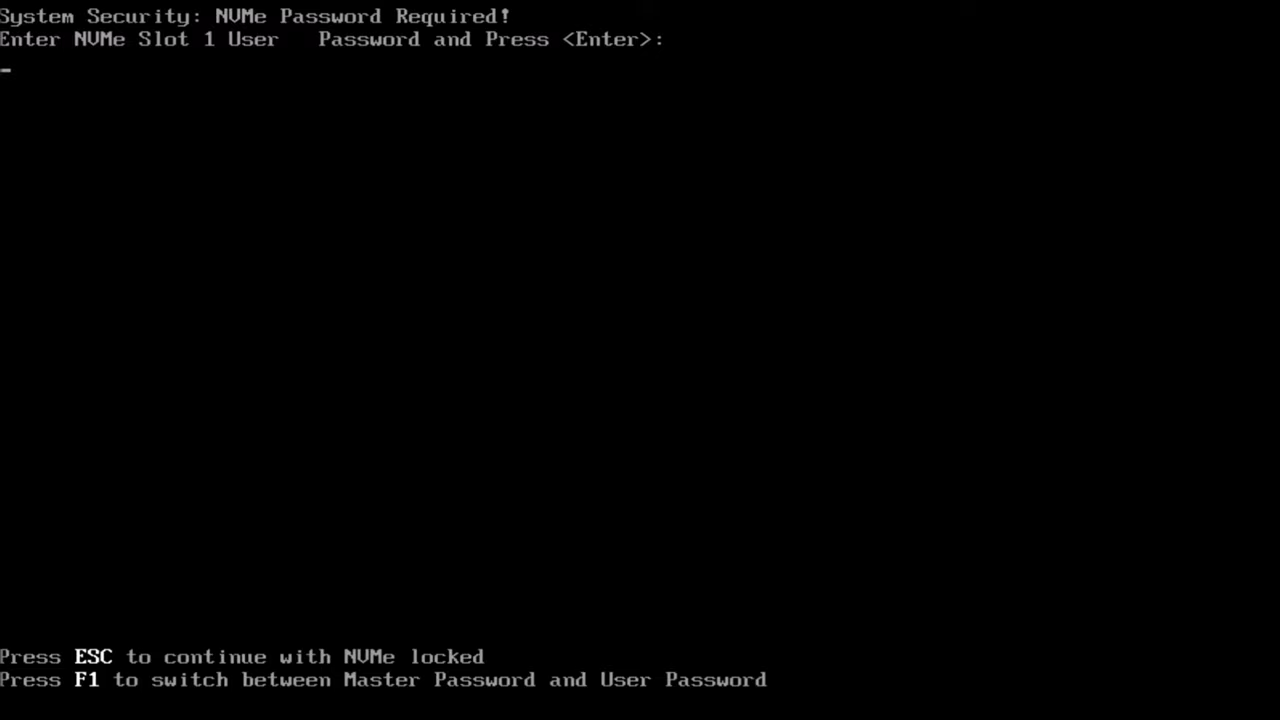 System Security: NVMe Password Required!
Enter NVMe Slot 1 User   Password and Press <Enter>:
_
Press ESC to continue with NVMe locked
Press F1 to switch between Master Password and User Password